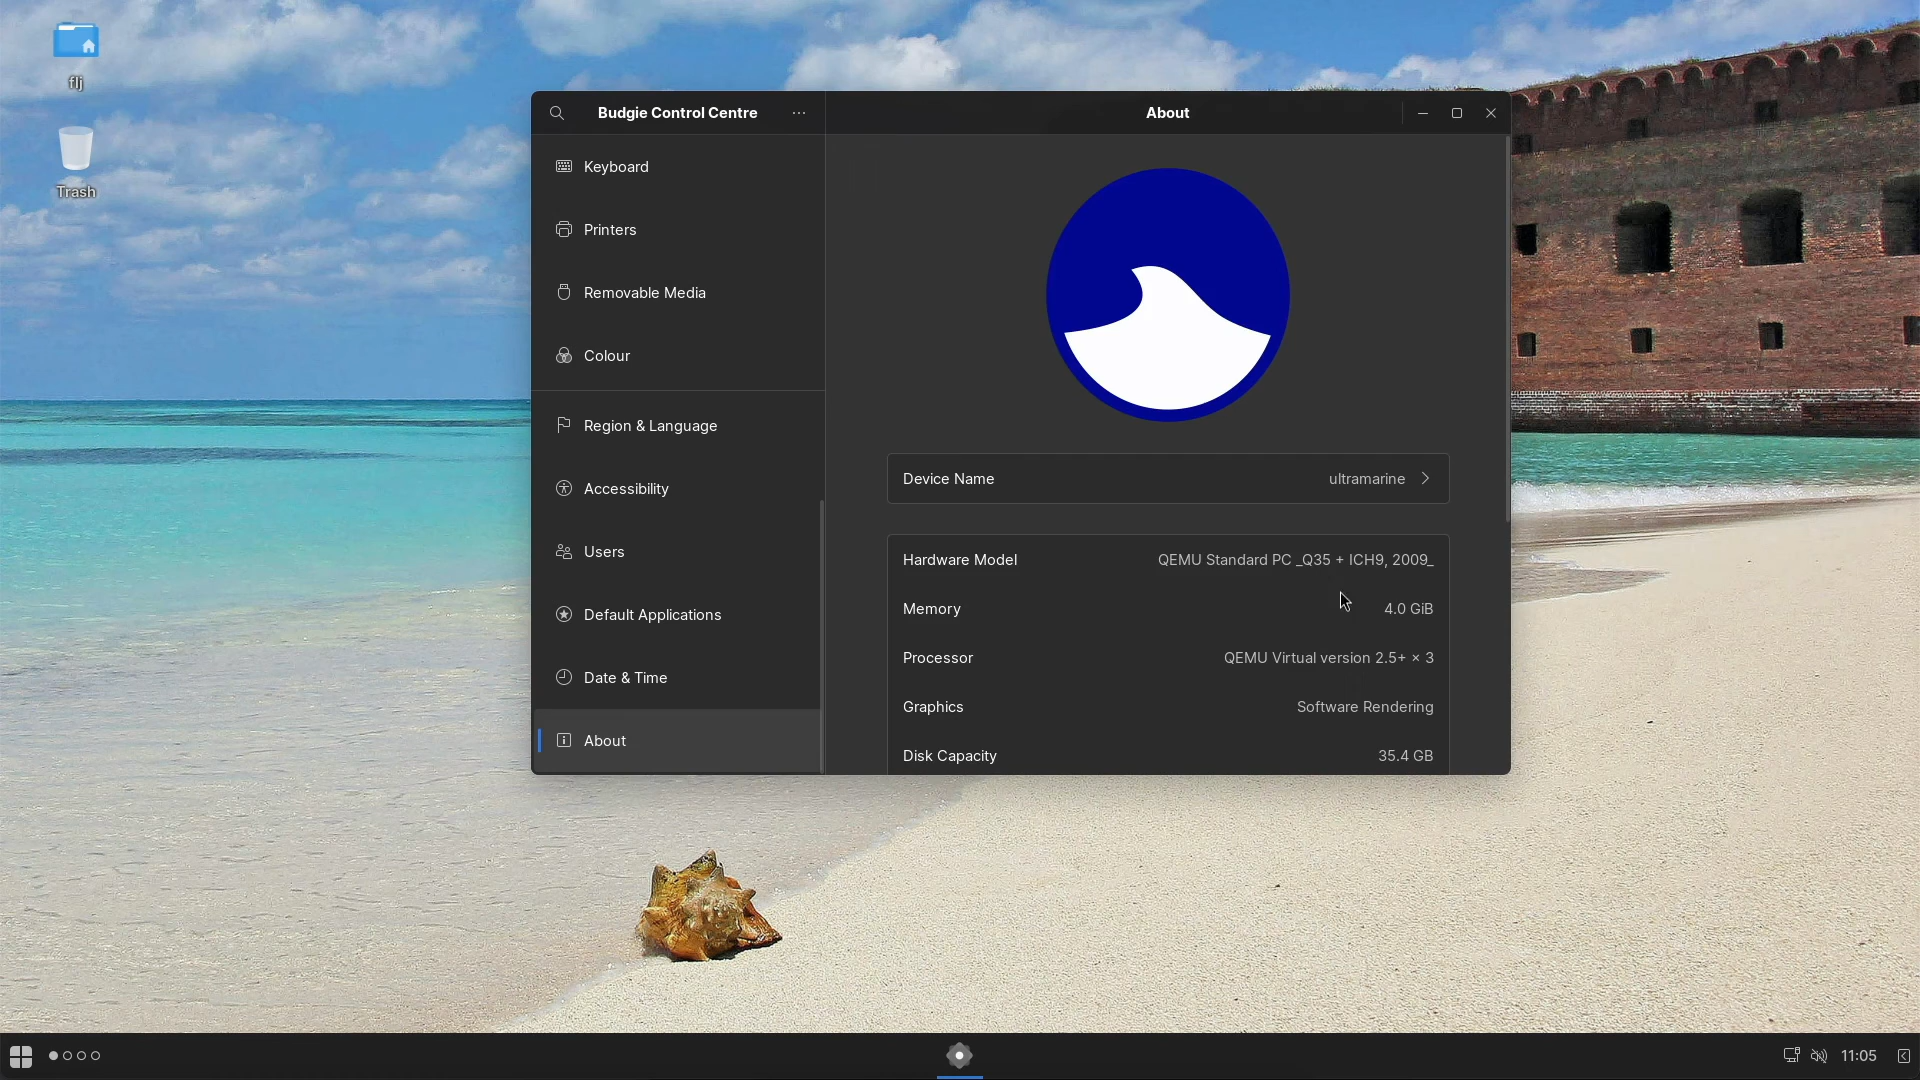 flj
Trash
Budgie Control Centre
About
Keyboard
Printers
Removable Media
Colour
Region & Language
Accessibility
Users
Default Applications
Date & Time
About
Device Name ultramarine
Hardware Model QEMU Standard PC _Q35 + ICH9, 2009_
Memory 4.0 GiB
Processor QEMU Virtual version 2.5+ × 3
Graphics Software Rendering
Disk Capacity 35.4 GB
11:05